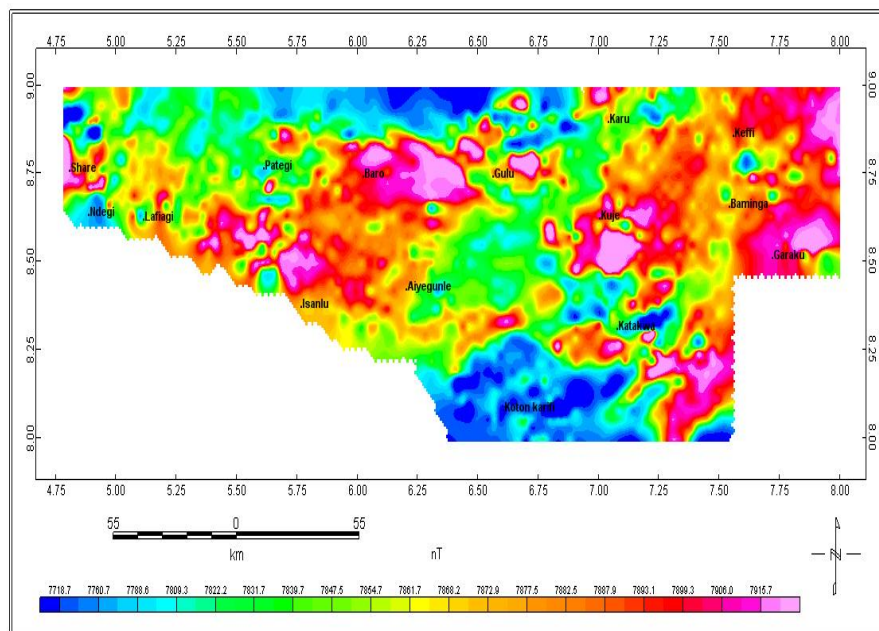 4.75 5.00 5.25 5.50 5.75 6.00 6.25 6.50 6.75 7.00 7.25 7.50 7.75 8.00
9.00 9.00
.Karu
.Keffi
8.75 .Share .Pategi .Baro .Gulu 8.75
.Ndegi .Lafiagi .Kuje .Baminga
8.50 .Garaku 8.50
.Aiyegunle
.Isanlu
8.25 8.25
Koton karifi
8.00 8.00
4.75 5.00 5.25 5.50 5.75 6.00 6.25 6.50 6.75 7.00 7.25 7.50 7.75 8.00
55 0 55
km nT
N
7718.7 7760.7 7788.6 7809.3 7822.2 7831.7 7839.7 7847.5 7854.7 7861.7 7868.2 7872.9 7877.5 7882.5 7887.9 7893.1 7899.3 7906.0 7915.7